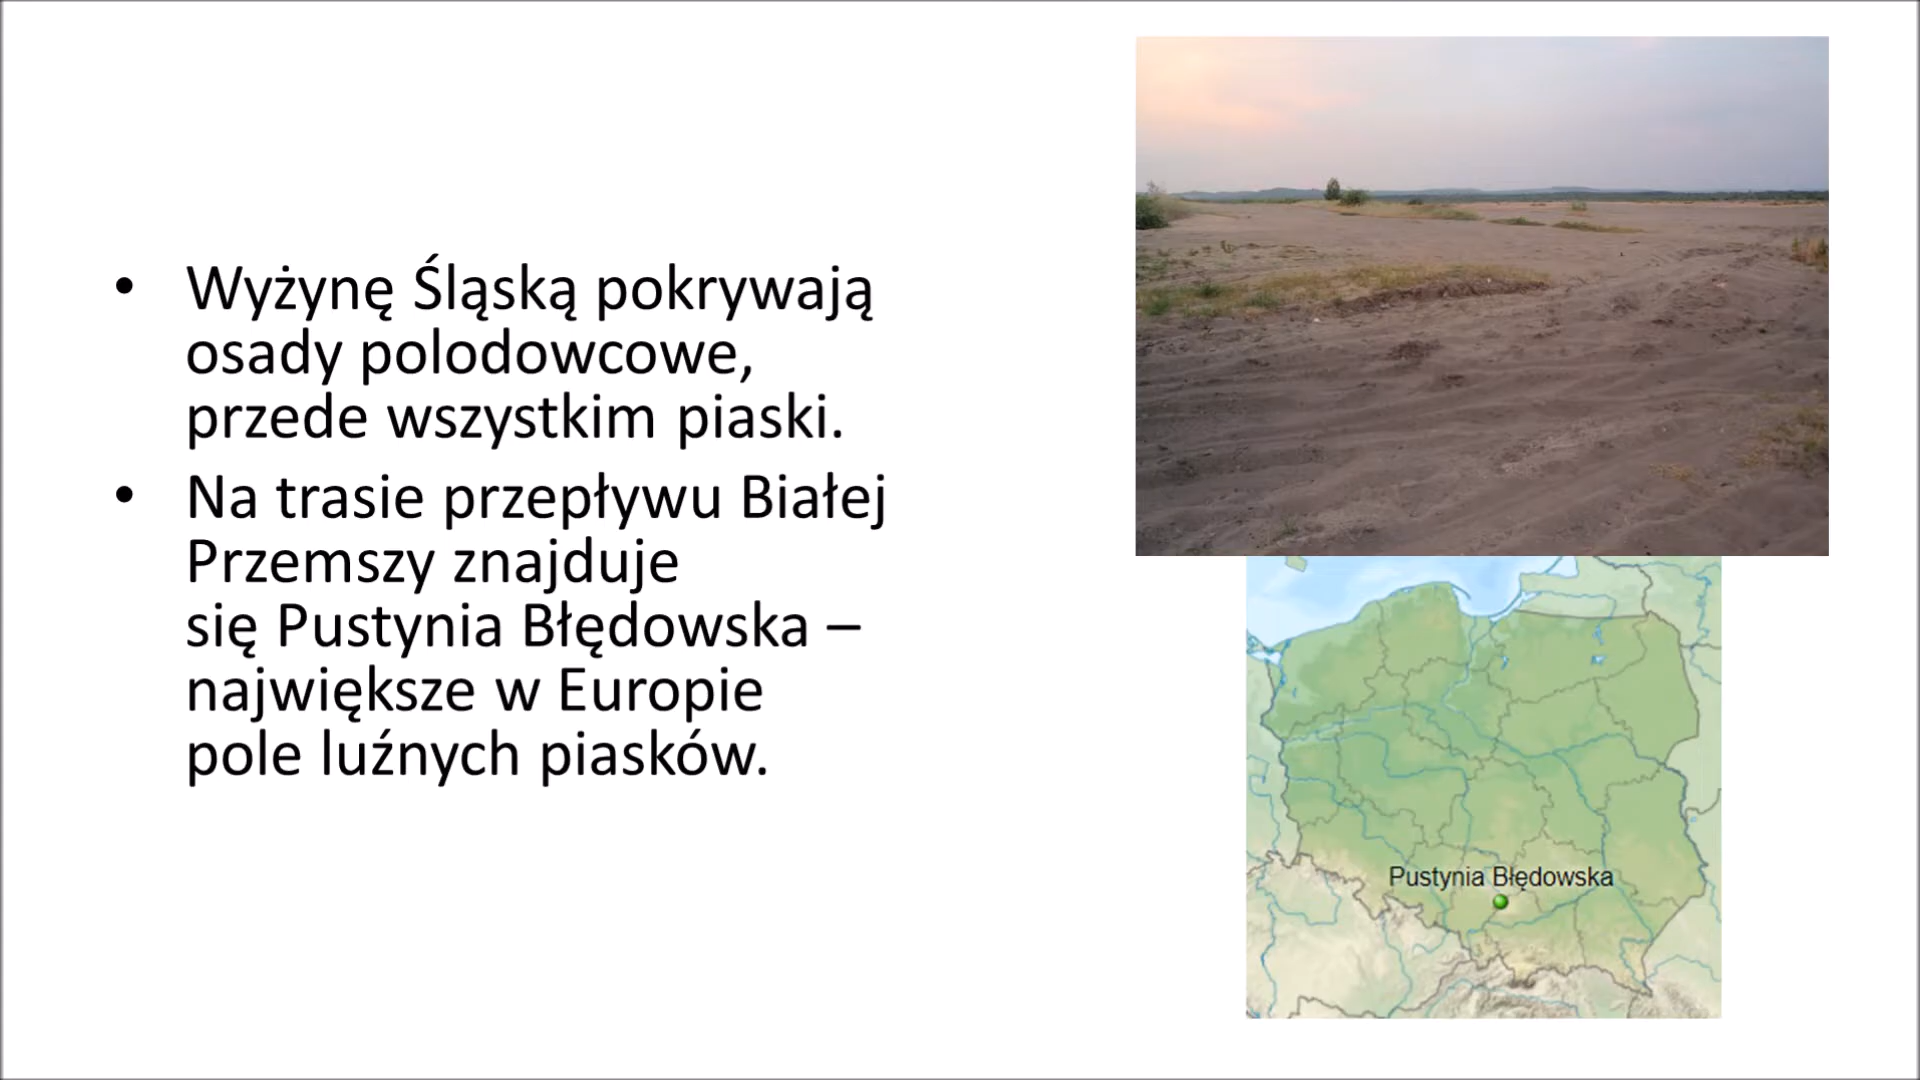 • Wyżynę Śląską pokrywają
osady polodowcowe,
przede wszystkim piaski.
• Na trasie przepływu Białej
Przemszy znajduje
się Pustynia Błędowska –
największe w Europie
pole luźnych piasków.
Pustynia Błędowska